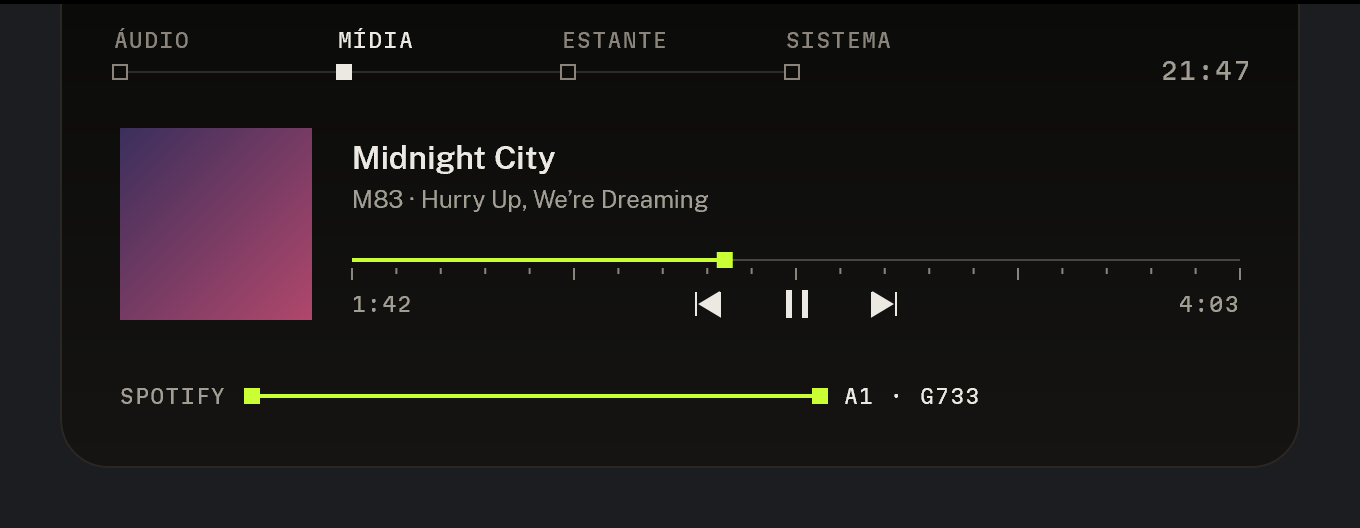 ÁUDIO MÍDIA ESTANTE SISTEMA
21:47
Midnight City
M83 · Hurry Up, We’re Dreaming
1:42 4:03
SPOTIFY A1 · G733